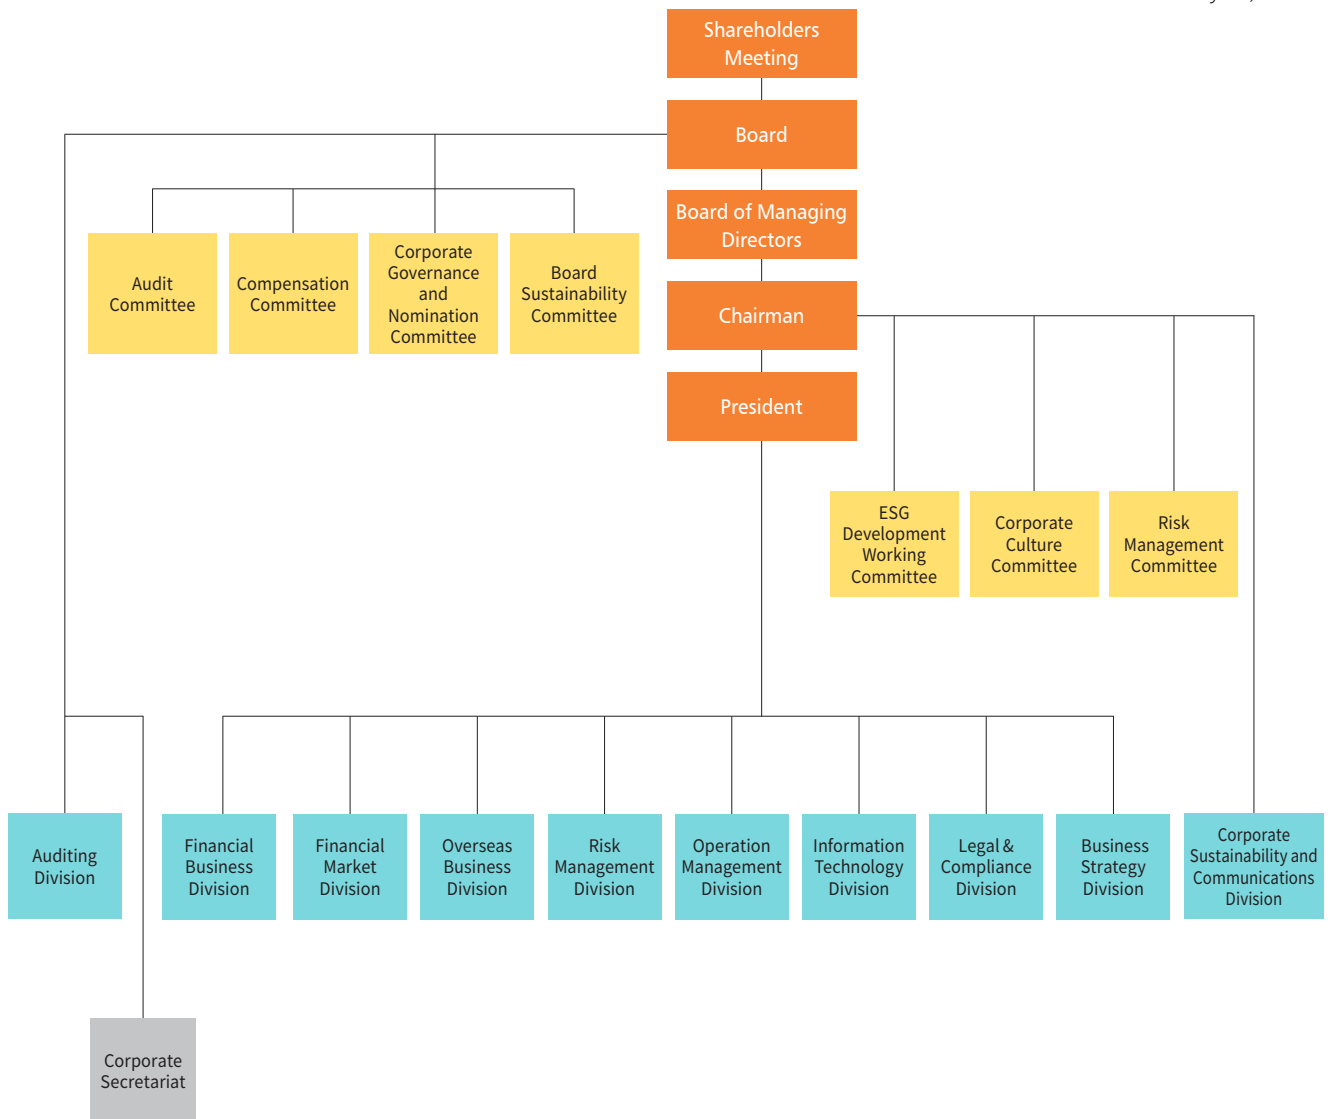 Shareholders
Meeting
Board
Board of Managing
Directors
Audit
Committee
Compensation
Committee
Corporate
Governance
and
Nomination
Committee
Board
Sustainability
Committee
Chairman
President
ESG
Development
Working
Committee
Corporate
Culture
Committee
Risk
Management
Committee
Auditing
Division
Financial
Business
Division
Financial
Market
Division
Overseas
Business
Division
Risk
Management
Division
Operation
Management
Division
Information
Technology
Division
Legal &
Compliance
Division
Business
Strategy
Division
Corporate
Sustainability and
Communications
Division
Corporate
Secretariat